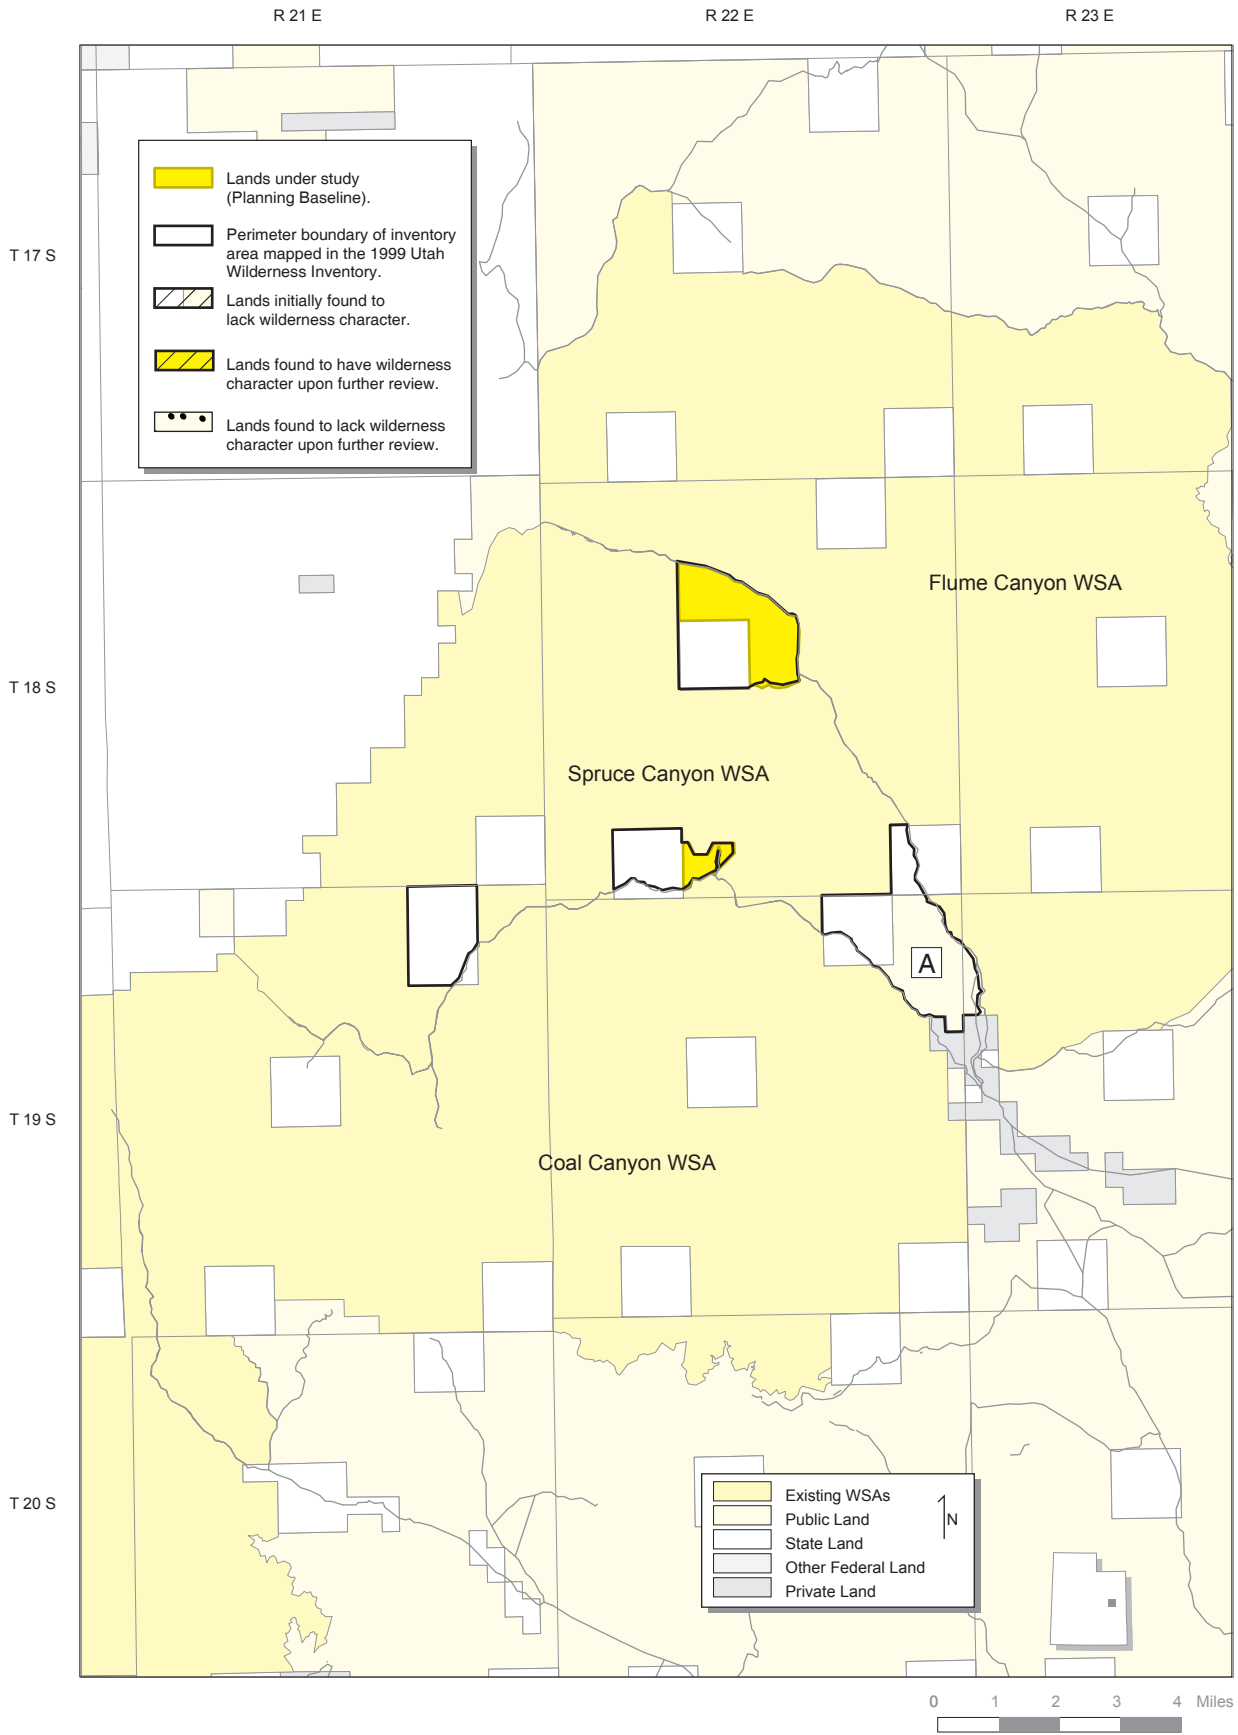 R 21 E
R 22 E
R 23 E
Lands under study
(Planning Baseline).
Perimeter boundary of inventory
area mapped in the 1999 Utah
Wilderness Inventory.
Lands initially found to
lack wilderness character.
Lands found to have wilderness
character upon further review.
Lands found to lack wilderness
character upon further review.
T 17 S
Flume Canyon WSA
T 18 S
Spruce Canyon WSA
A
T 19 S
Coal Canyon WSA
T 20 S
Existing WSAs
Public Land
State Land
Other Federal Land
Private Land
N
0 1 2 3 4 Miles